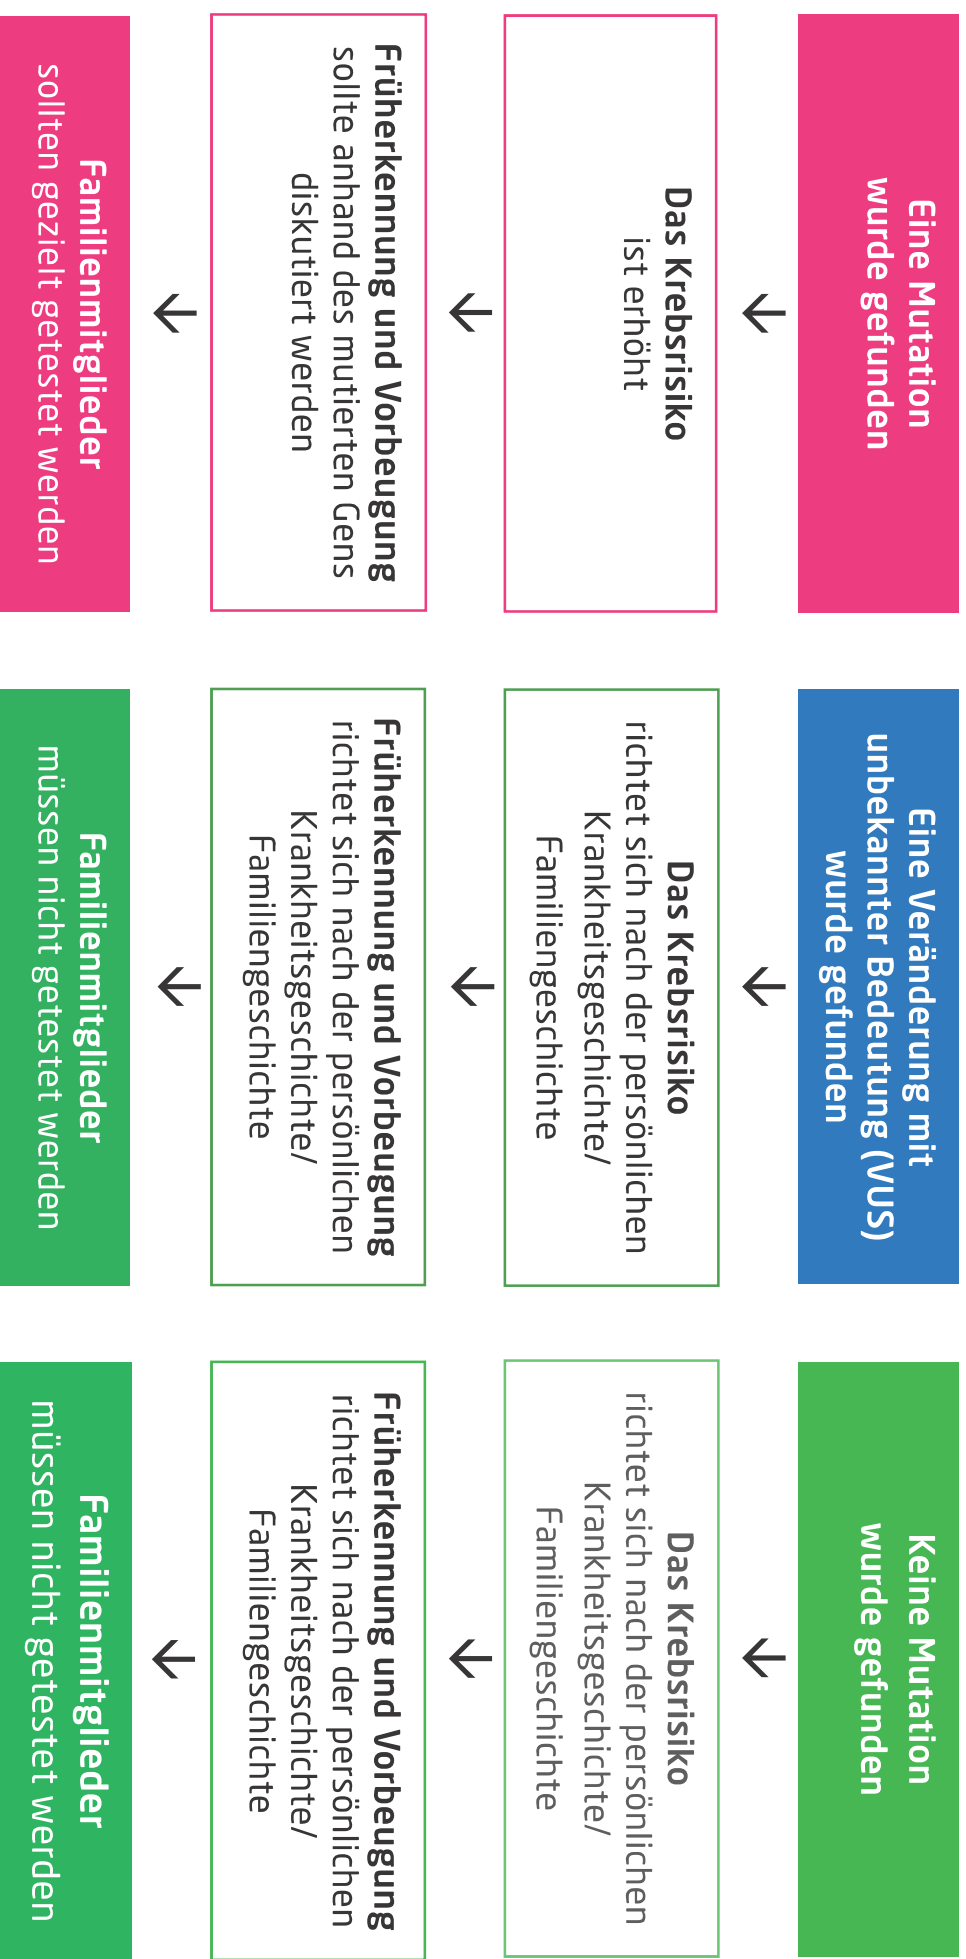 Eine Mutation
wurde gefunden
Das Krebsrisiko
ist erhöht
Früherkennung und Vorbeugung
sollte anhand des mutierten Gens
diskutiert werden
Familienmitglieder
sollten gezielt getestet werden
Eine Veränderung mit
unbekannter Bedeutung (VUS)
wurde gefunden
Das Krebsrisiko
richtet sich nach der persönlichen
Krankheitsgeschichte/
Familiengeschichte
Früherkennung und Vorbeugung
richtet sich nach der persönlichen
Krankheitsgeschichte/
Familiengeschichte
Familienmitglieder
müssen nicht getestet werden
Keine Mutation
wurde gefunden
Das Krebsrisiko
richtet sich nach der persönlichen
Krankheitsgeschichte/
Familiengeschichte
Früherkennung und Vorbeugung
richtet sich nach der persönlichen
Krankheitsgeschichte/
Familiengeschichte
Familienmitglieder
müssen nicht getestet werden